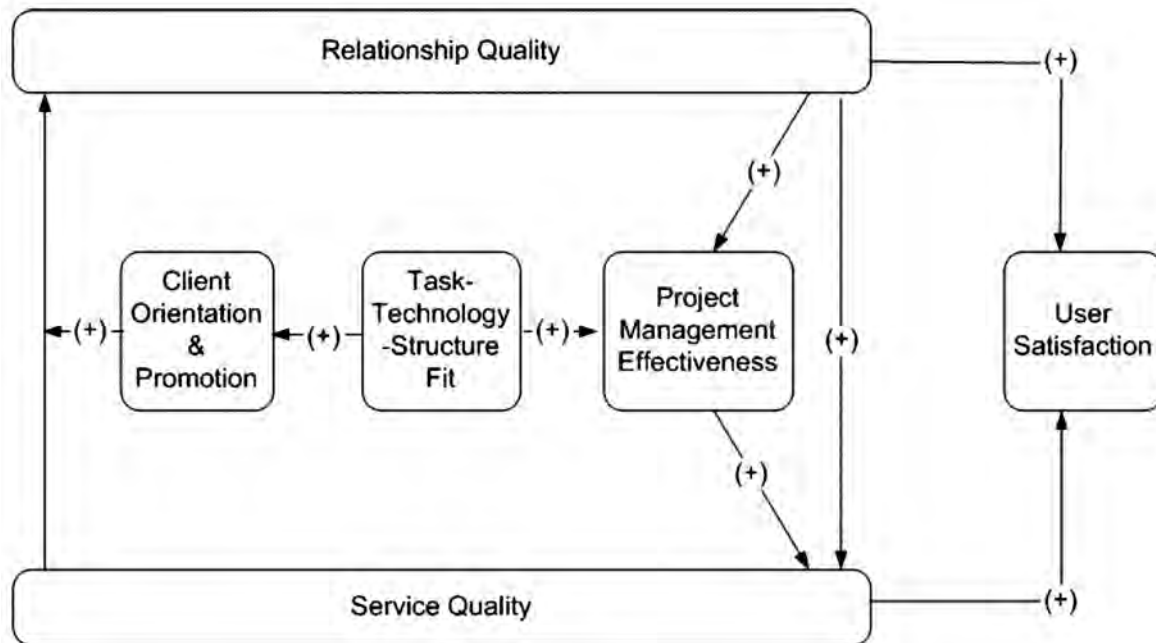 Relationship Quality
(+)
(+)
Client
Orientation
&
Promotion
Task-
Technology
-Structure
Fit
Project
Management
Effectiveness
User
Satisfaction
(+)
(+)
(+)
(+)
(+)
Service Quality
(+)